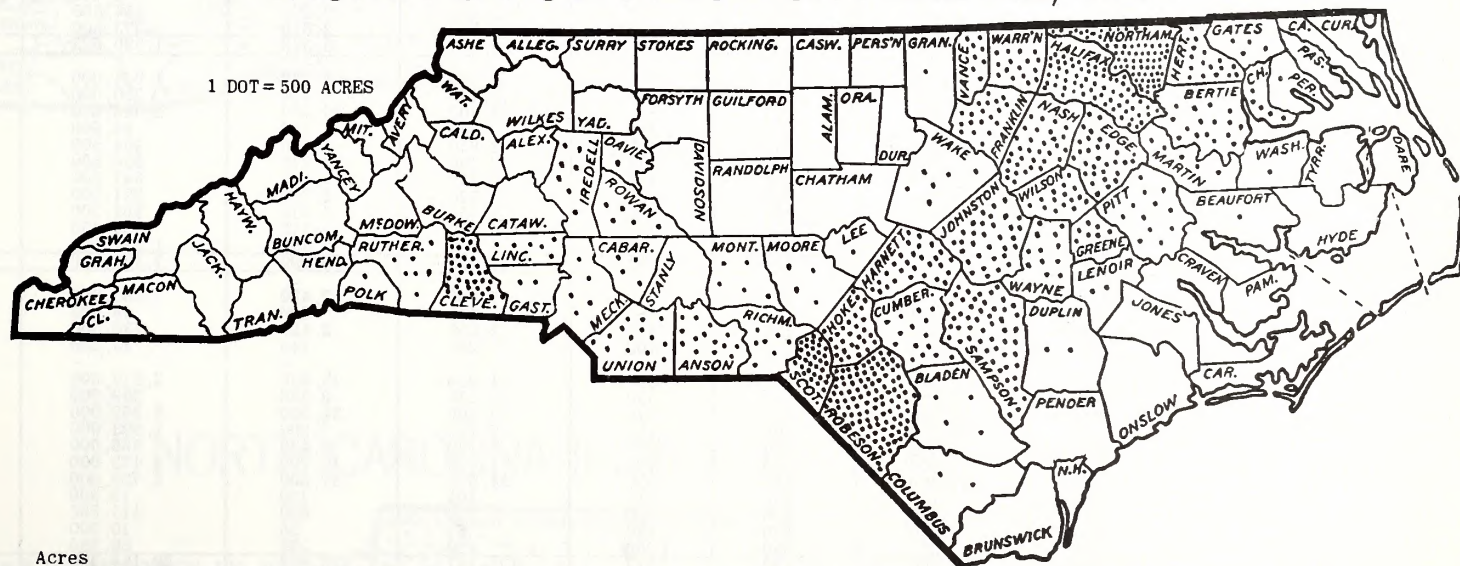 1 DOT = 500 ACRES
ASHE
ALLEG.
SURRY
STOKES
ROCKING.
CASW.
PERS'N
GRAN.
VANCE
WARR'N
NORTHAM.
HALIFAX
HERT.
GATES
CA.
CUR.
PAS.
PER.
CH.
BERTIE
WAT.
WILKES
YAD.
FORSYTH
GUILFORD
ALAM.
ORA.
DUR.
FRANKLIN
NASH
EDGE.
MARTIN
WASH.
TYRR.
DARE
MIT.
AVERY
CALD.
ALEX.
IREDELL
DAVIE
DAVIDSON
RANDOLPH
CHATHAM
WAKE
WILSON
PITT
BEAUFORT
HYDE
YANCEY
MADI.
ROWAN
JOHNSTON
SWAIN
HAYW.
BUNCOM.
McDOW.
BURKE
CATAW.
GRAH.
JACK.
HEND.
RUTHER.
LINC.
CABAR.
STANLY
MONT.
MOORE
LEE
HARNETT
GREENE
LENOIR
CRAVEN
PAM.
CHEROKEE
MACON
CL.
TRAN.
POLK
CLEVE.
GAST.
MECK.
RICHM.
HOKE
CUMBER.
WAYNE
DUPLIN
JONES
UNION
ANSON
SCOT.
ROBESON
BLADEN
SAMPSON
PENDER
ONSLOW
CAR.
COLUMBUS
N.H.
BRUNSWICK
Acres